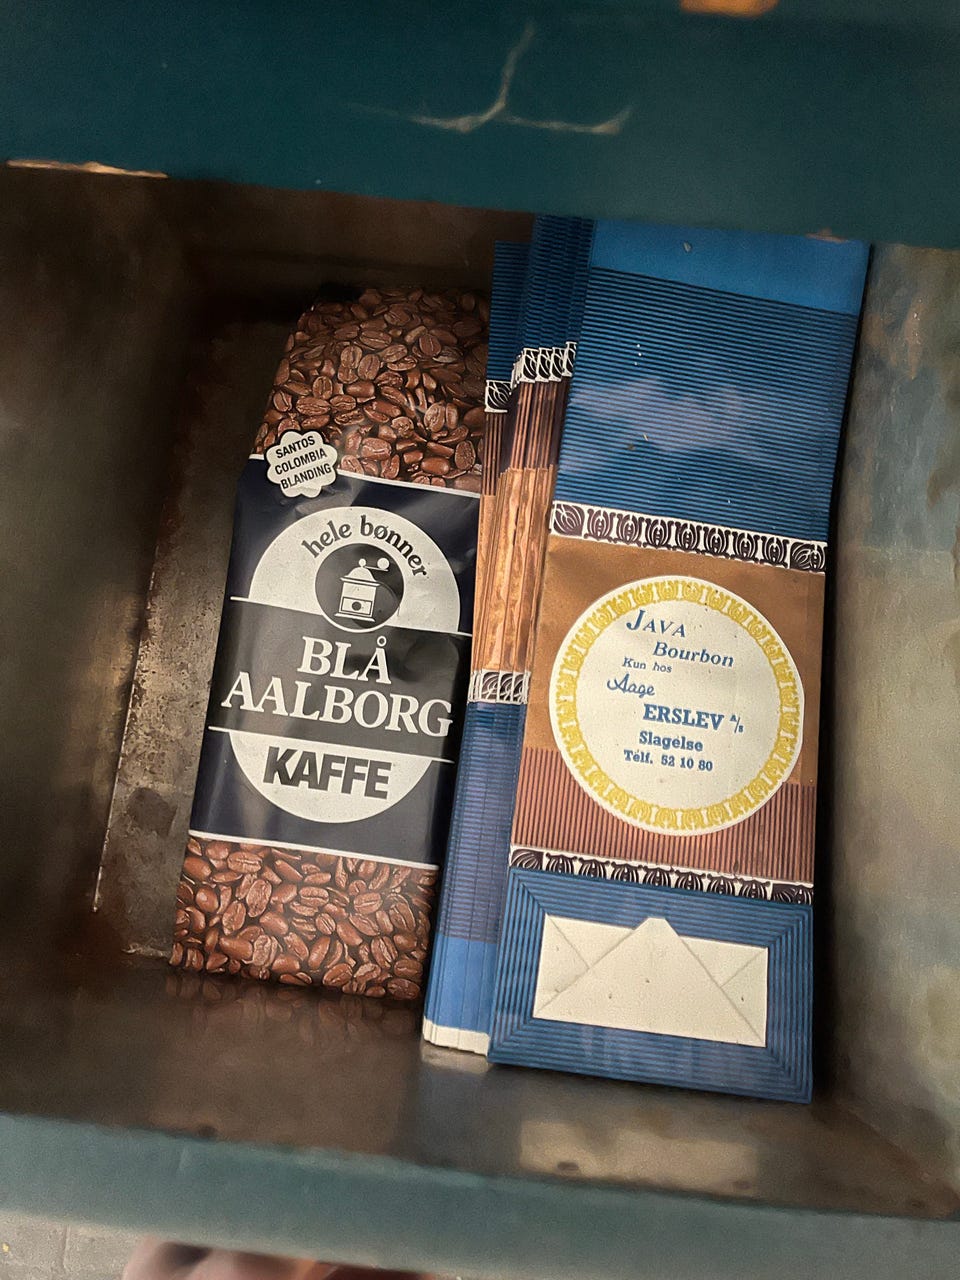 SANTOS
COLOMBIA
BLANDING
hele bønner
BLÅ
AALBORG
KAFFE
JAVA
Bourbon
Kun hos
Aage
ERSLEV A/S
Slagelse
Telf. 52 10 80